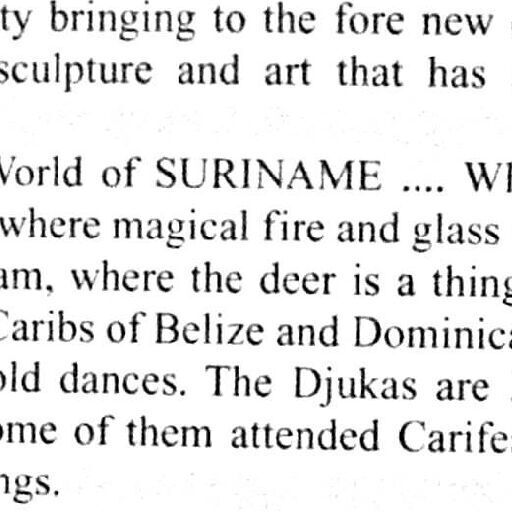 ty bringing to the fore new
sculpture and art that has
World of SURINAME .... WH
where magical fire and glass
am, where the deer is a thing
Caribs of Belize and Dominica
old dances. The Djukas are
ome of them attended Carifes
ngs.